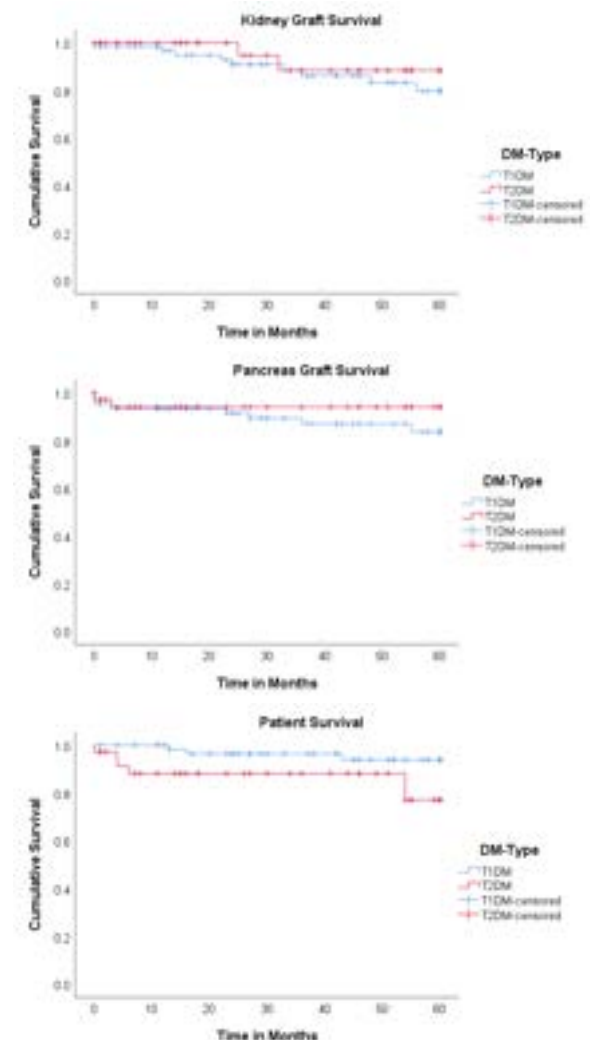 Kidney Graft Survival
1.0
0.8
0.6
0.4
0.2
0.0
Cumulative Survival
0 10 20 30 40 50 60
Time in Months
DM-Type
T1DM
T2DM
T1DM-censored
T2DM-censored
Pancreas Graft Survival
1.0
0.8
0.6
0.4
0.2
0.0
Cumulative Survival
0 10 20 30 40 50 60
Time in Months
DM-Type
T1DM
T2DM
T1DM-censored
T2DM-censored
Patient Survival
1.0
0.8
0.6
0.4
0.2
0.0
Cumulative Survival
0 10 20 30 40 50 60
Time in Months
DM-Type
T1DM
T2DM
T1DM-censored
T2DM-censored